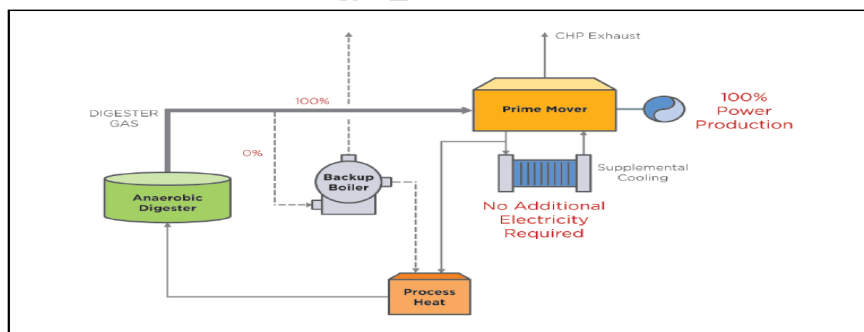 CHP Exhaust
100%
Prime Mover
100%
Power
Production
DIGESTER
GAS
0%
Backup
Boiler
Supplemental
Cooling
Anaerobic
Digester
No Additional
Electricity
Required
Process
Heat